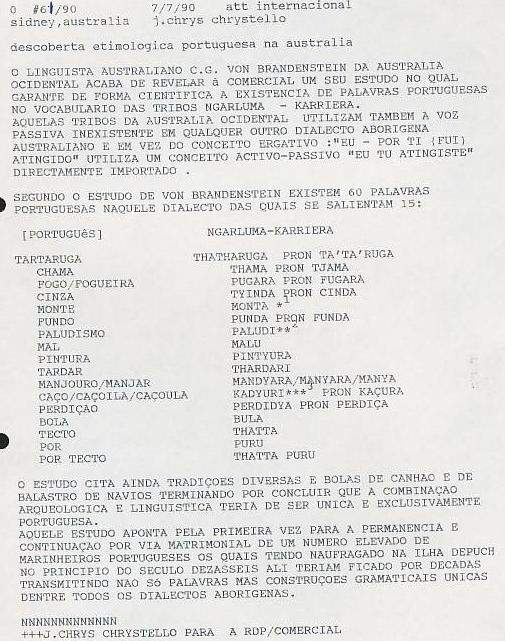 0 #61/90 7/7/90 att internacional
sidney,australia j.chrys chrystello
descoberta etimologica portuguesa na australia
O LINGUISTA AUSTRALIANO C.G. VON BRANDENSTEIN DA AUSTRALIA
OCIDENTAL ACABA DE REVELAR à COMERCIAL UM SEU ESTUDO NO QUAL
GARANTE DE FORMA CIENTIFICA A EXISTENCIA DE PALAVRAS PORTUGUESAS
NO VOCABULARIO DAS TRIBOS NGARLUMA - KARRIERA.
AQUELAS TRIBOS DA AUSTRALIA OCIDENTAL UTILIZAM TAMBEM A VOZ
PASSIVA INEXISTENTE EM QUALQUER OUTRO DIALECTO ABORIGENA
AUSTRALIANO E EM VEZ DO CONCEITO ERGATIVO :"EU - POR TI {FUI}
ATINGIDO" UTILIZA UM CONCEITO ACTIVO-PASSIVO "EU TU ATINGISTE"
DIRECTAMENTE IMPORTADO .
SEGUNDO O ESTUDO DE VON BRANDENSTEIN EXISTEM 60 PALAVRAS
PORTUGUESAS NAQUELE DIALECTO DAS QUAIS SE SALIENTAM 15:
[PORTUGUêS] NGARLUMA-KARRIERA
TARTARUGA THATHARUGA PRON TA'TA'RUGA
CHAMA THAMA PRON TJAMA
FOGO/FOGUEIRA PUGARA PRON FUGARA
CINZA TYINDA PRON CINDA
MONTE MONTA *1
FUNDO PUNDA PRON FUNDA
PALUDISMO PALUDI**2
MAL MALU
PINTURA PINTYURA
TARDAR THARDARI
MANJOURO/MANJAR MANDYARA/MANYARA/MANYA
CAÇO/CAÇOILA/CAÇOULA KADYURI***3 PRON KAÇURA
PERDIÇAO PERDIDYA PRON PERDIÇA
BOLA BULA
TECTO THATTA
POR PURU
POR TECTO THATTA PURU
O ESTUDO CITA AINDA TRADIÇOES DIVERSAS E BOLAS DE CANHAO E DE
BALASTRO DE NAVIOS TERMINANDO POR CONCLUIR QUE A COMBINAÇAO
ARQUEOLOGICA E LINGUISTICA TERIA DE SER UNICA E EXCLUSIVAMENTE
PORTUGUESA.
AQUELE ESTUDO APONTA PELA PRIMEIRA VEZ PARA A PERMANENCIA E
CONTINUAÇAO POR VIA MATRIMONIAL DE UM NUMERO ELEVADO DE
MARINHEIROS PORTUGUESES OS QUAIS TENDO NAUFRAGADO NA ILHA DEPUCH
NO PRINCIPIO DO SECULO DEZASSEIS ALI TERIAM FICADO POR DECADAS
TRANSMITINDO NAO Só PALAVRAS MAS CONSTRUÇOES GRAMATICAIS UNICAS
DENTRE TODOS OS DIALECTOS ABORIGENAS.
NNNNNNNNNNNNN
+++J.CHRYS CHRYSTELLO PARA A RDP/COMERCIAL